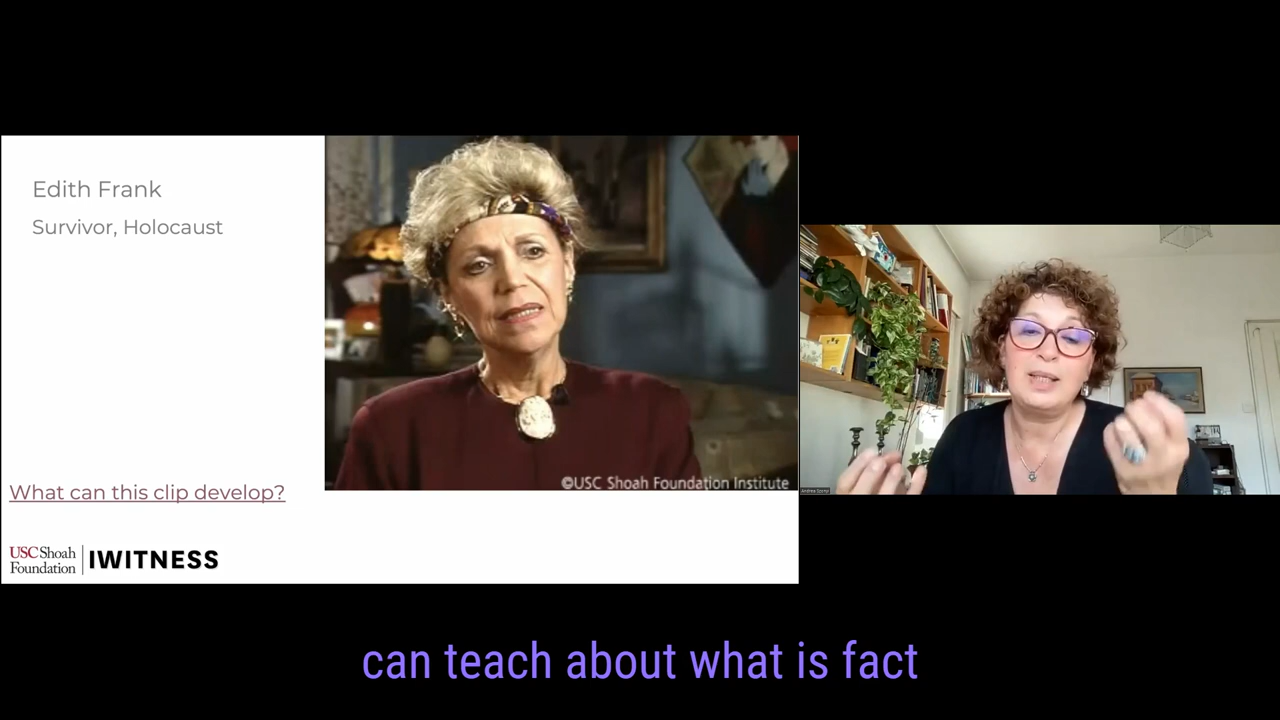 Edith Frank
Survivor, Holocaust
©USC Shoah Foundation Institute
What can this clip develop?
USC Shoah
Foundation
IWITNESS
can teach about what is fact